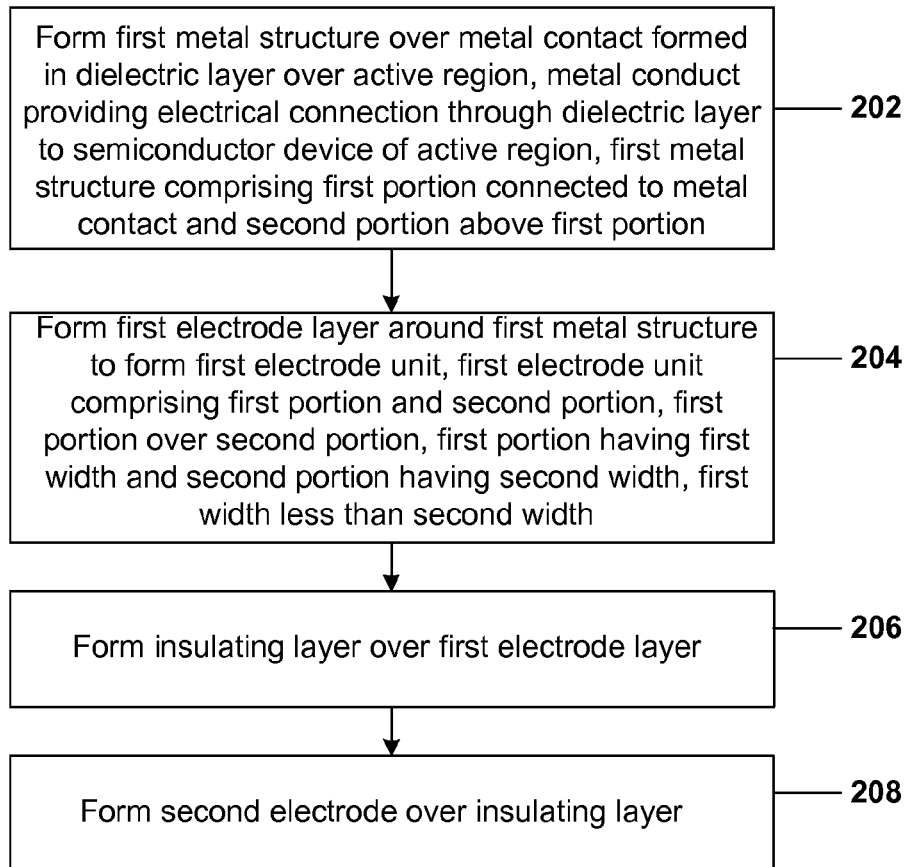 Form first metal structure over metal contact formed
in dielectric layer over active region, metal conduct
providing electrical connection through dielectric layer
to semiconductor device of active region, first metal
structure comprising first portion connected to metal
contact and second portion above first portion
202
Form first electrode layer around first metal structure
to form first electrode unit, first electrode unit
comprising first portion and second portion, first
portion over second portion, first portion having first
width and second portion having second width, first
width less than second width
204
Form insulating layer over first electrode layer
206
Form second electrode over insulating layer
208